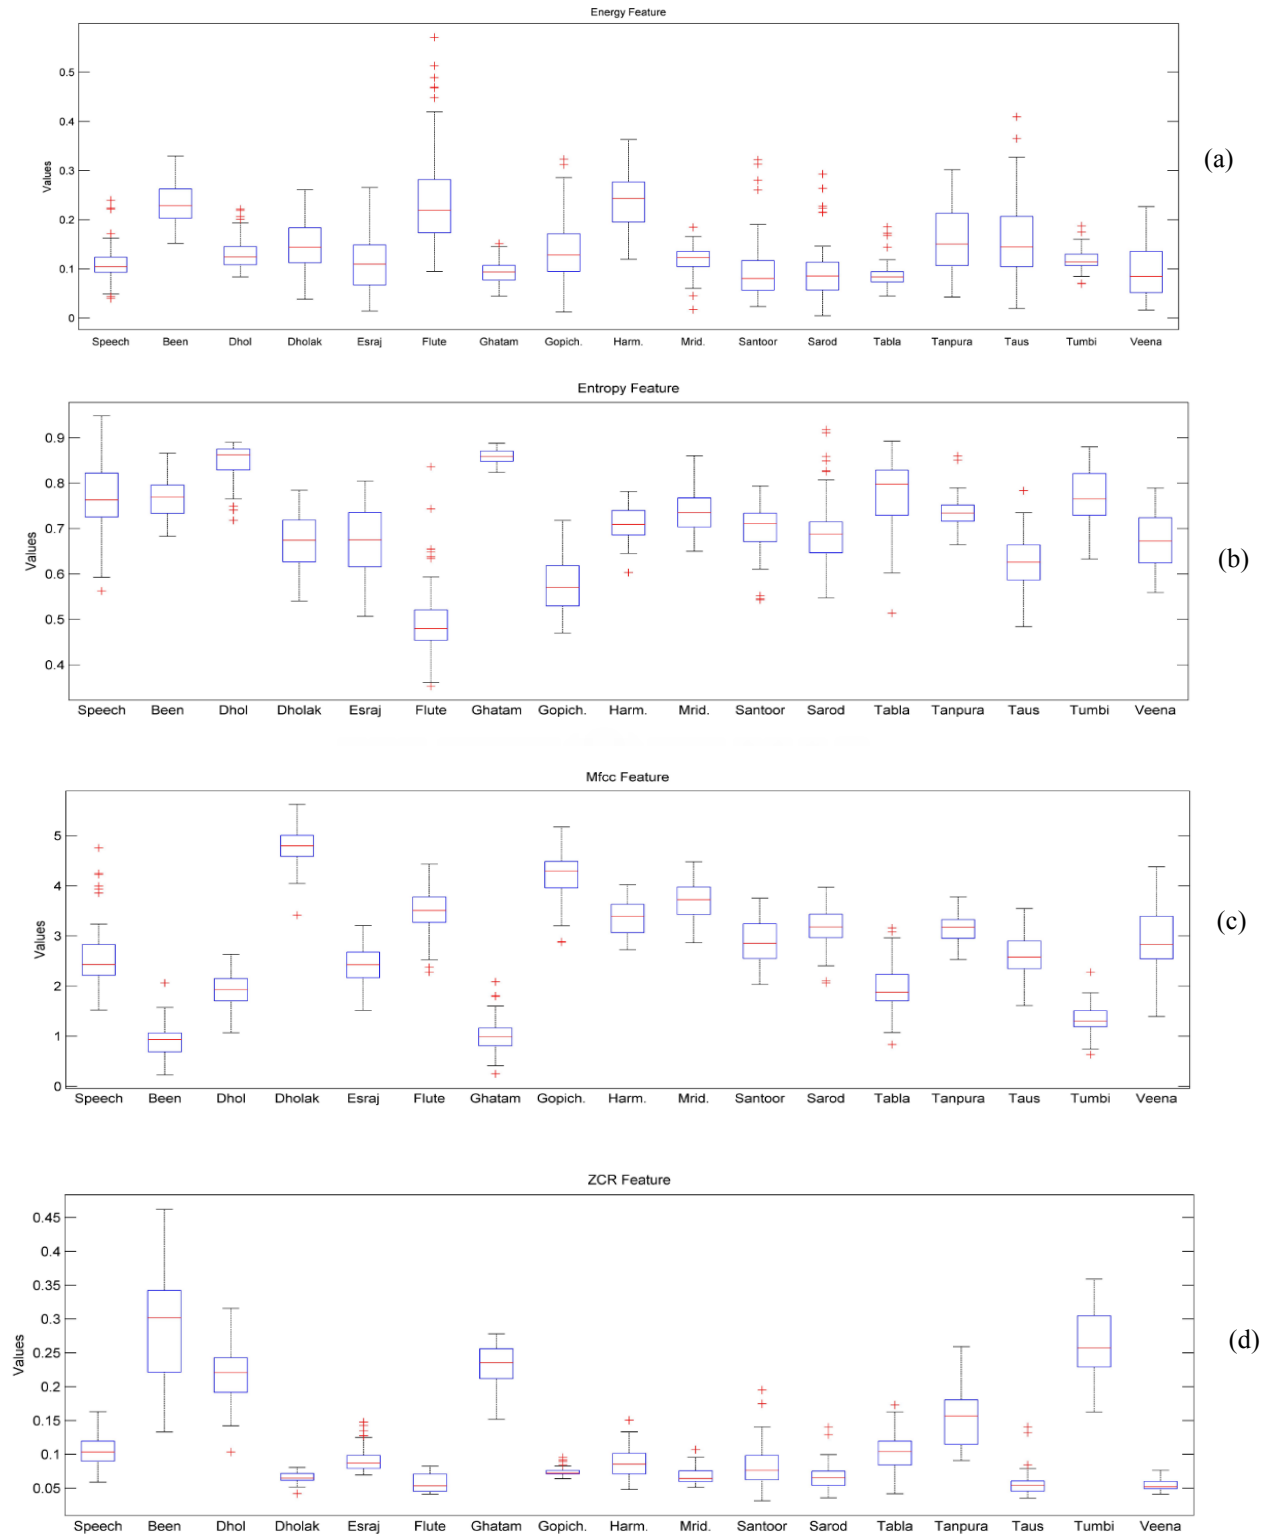 Energy Feature
0.5
0.4
0.3
0.2
0.1
0
Values
(a)
Speech Been Dhol Dholak Esraj Flute Ghatam Gopich. Harm. Mrid. Santoor Sarod Tabla Tanpura Taus Tumbi Veena
Entropy Feature
0.9
0.8
0.7
0.6
0.5
0.4
Values
(b)
Speech Been Dhol Dholak Esraj Flute Ghatam Gopich. Harm. Mrid. Santoor Sarod Tabla Tanpura Taus Tumbi Veena
Mfcc Feature
5
4
3
2
1
0
Values
(c)
Speech Been Dhol Dholak Esraj Flute Ghatam Gopich. Harm. Mrid. Santoor Sarod Tabla Tanpura Taus Tumbi Veena
ZCR Feature
0.45
0.4
0.35
0.3
0.25
0.2
0.15
0.1
0.05
Values
(d)
Speech Been Dhol Dholak Esraj Flute Ghatam Gopich. Harm. Mrid. Santoor Sarod Tabla Tanpura Taus Tumbi Veena